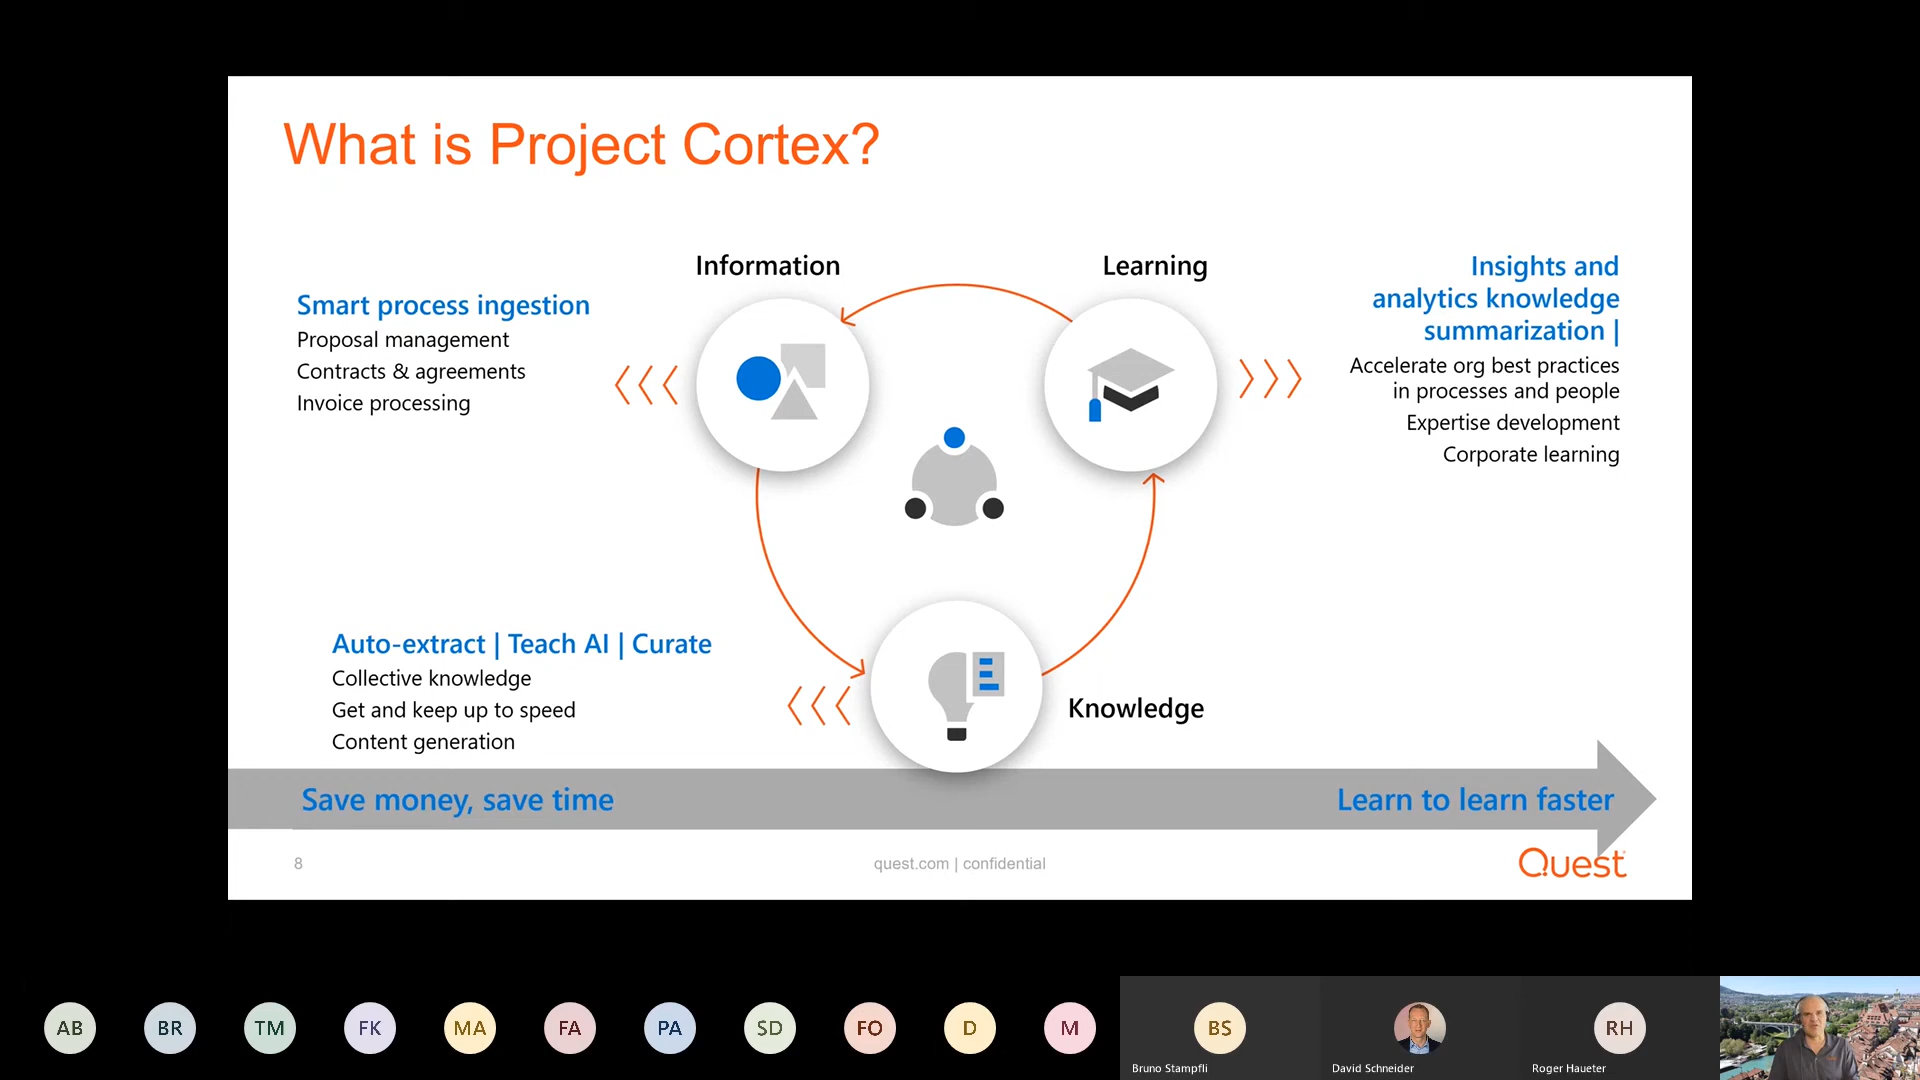 What is Project Cortex?
Information
Learning
Smart process ingestion
Proposal management
Contracts & agreements
Invoice processing
Insights and
analytics knowledge
summarization |
Accelerate org best practices
in processes and people
Expertise development
Corporate learning
Auto-extract | Teach AI | Curate
Collective knowledge
Get and keep up to speed
Content generation
Knowledge
Save money, save time
Learn to learn faster
8
quest.com | confidential
Quest
AB
BR
TM
FK
MA
FA
PA
SD
FO
D
M
BS
RH
Bruno Stampfli
David Schneider
Roger Haueter